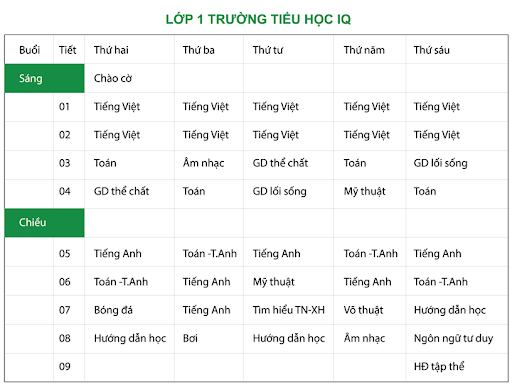 LỚP 1 TRƯỜNG TIỂU HỌC IQ
Buổi Tiết Thứ hai Thứ ba Thứ tư Thứ năm Thứ sáu
Sáng Chào cờ
01 Tiếng Việt Tiếng Việt Tiếng Việt Tiếng Việt Tiếng Việt
02 Tiếng Việt Tiếng Việt Tiếng Việt Tiếng Việt Tiếng Việt
03 Toán Âm nhạc GD thể chất Toán GD lối sống
04 GD thể chất Toán GD lối sống Mỹ thuật Toán
Chiều
05 Tiếng Anh Toán -T.Anh Tiếng Anh Toán -T.Anh Tiếng Anh
06 Toán -T.Anh Tiếng Anh Mỹ thuật Tiếng Anh Toán -T.Anh
07 Bóng đá Tiếng Anh Tìm hiểu TN-XH Võ thuật Hướng dẫn học
08 Hướng dẫn học Bơi Hướng dẫn học Âm nhạc Ngôn ngữ tư duy
09 HĐ tập thể